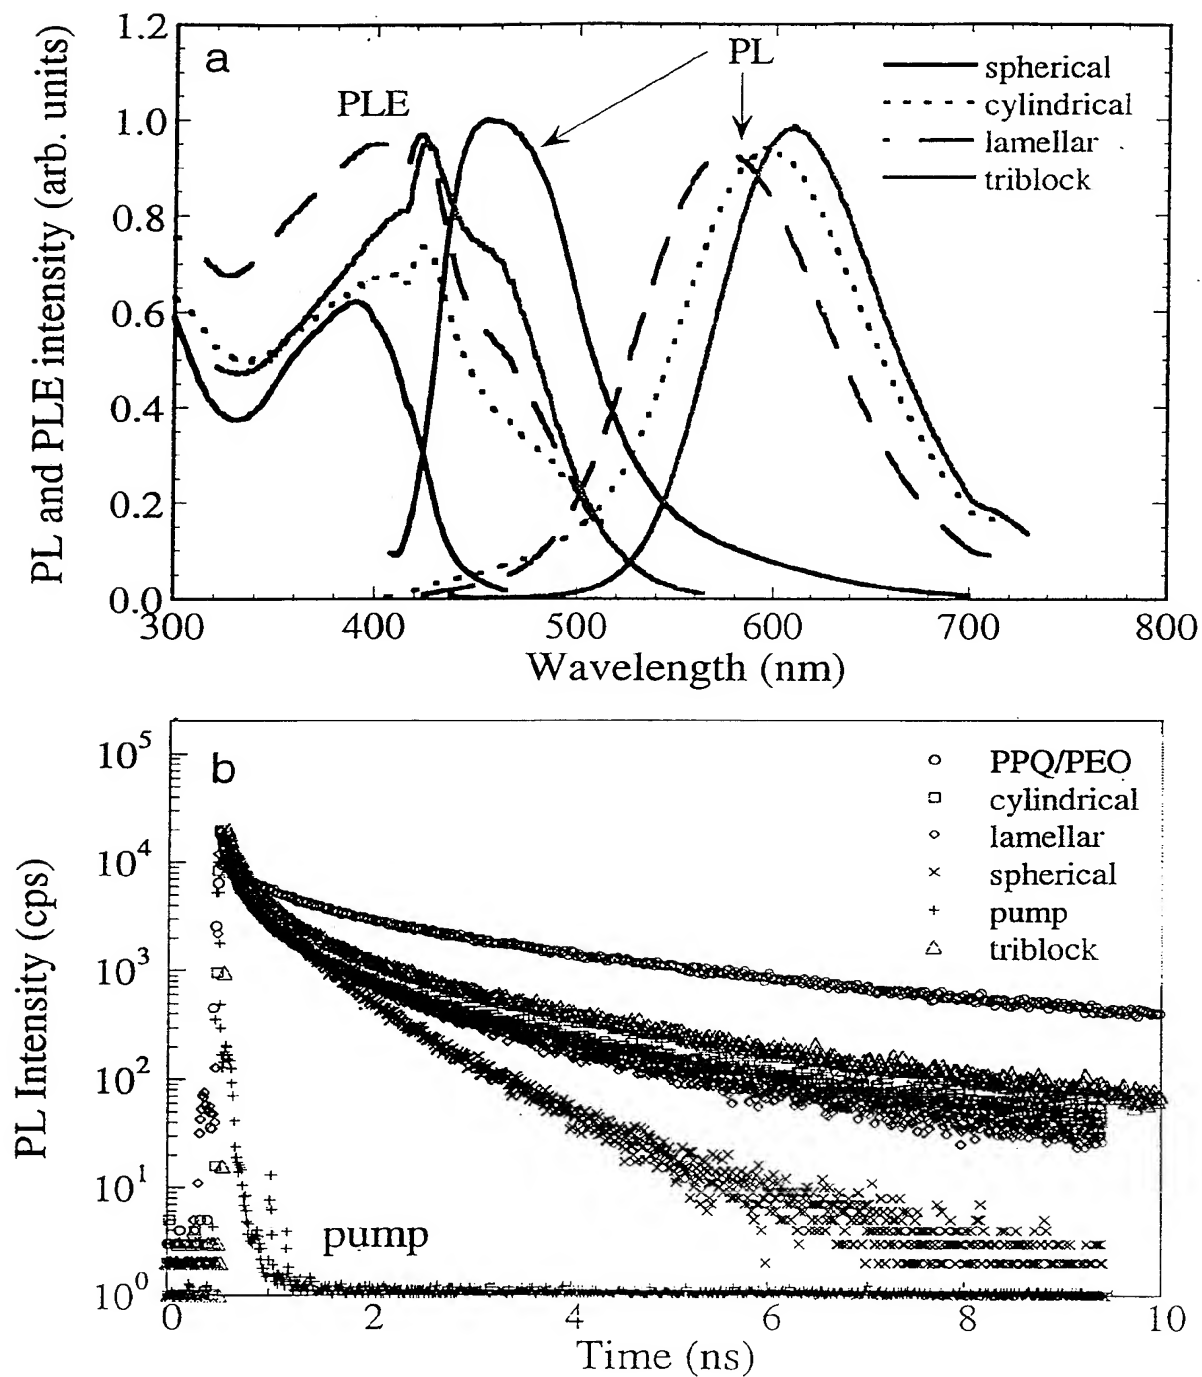 a
PL and PLE intensity (arb. units)
1.2
1.0
0.8
0.6
0.4
0.2
0.0
PLE
PL
spherical
cylindrical
lamellar
triblock
300 400 500 600 700 800
Wavelength (nm)
b
PL Intensity (cps)
10^5
10^4
10^3
10^2
10^1
10^0
PPQ/PEO
cylindrical
lamellar
spherical
pump
triblock
pump
0 2 4 6 8 10
Time (ns)